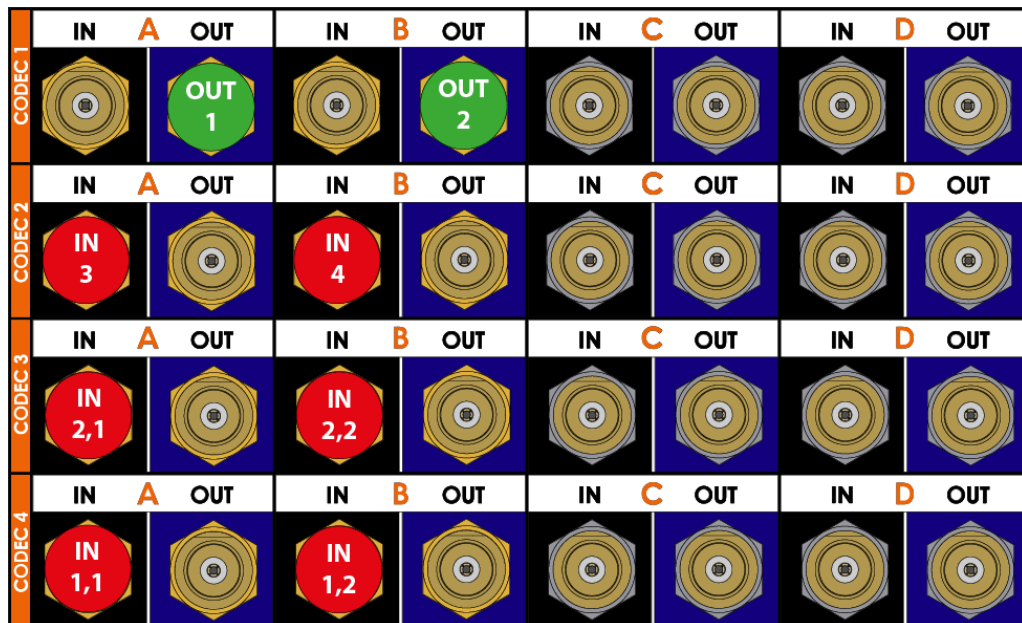 CODEC 1
IN A OUT IN B OUT IN C OUT IN D OUT
OUT
1
OUT
2
CODEC 2
IN A OUT IN B OUT IN C OUT IN D OUT
IN
3
IN
4
CODEC 3
IN A OUT IN B OUT IN C OUT IN D OUT
IN
2,1
IN
2,2
CODEC 4
IN A OUT IN B OUT IN C OUT IN D OUT
IN
1,1
IN
1,2